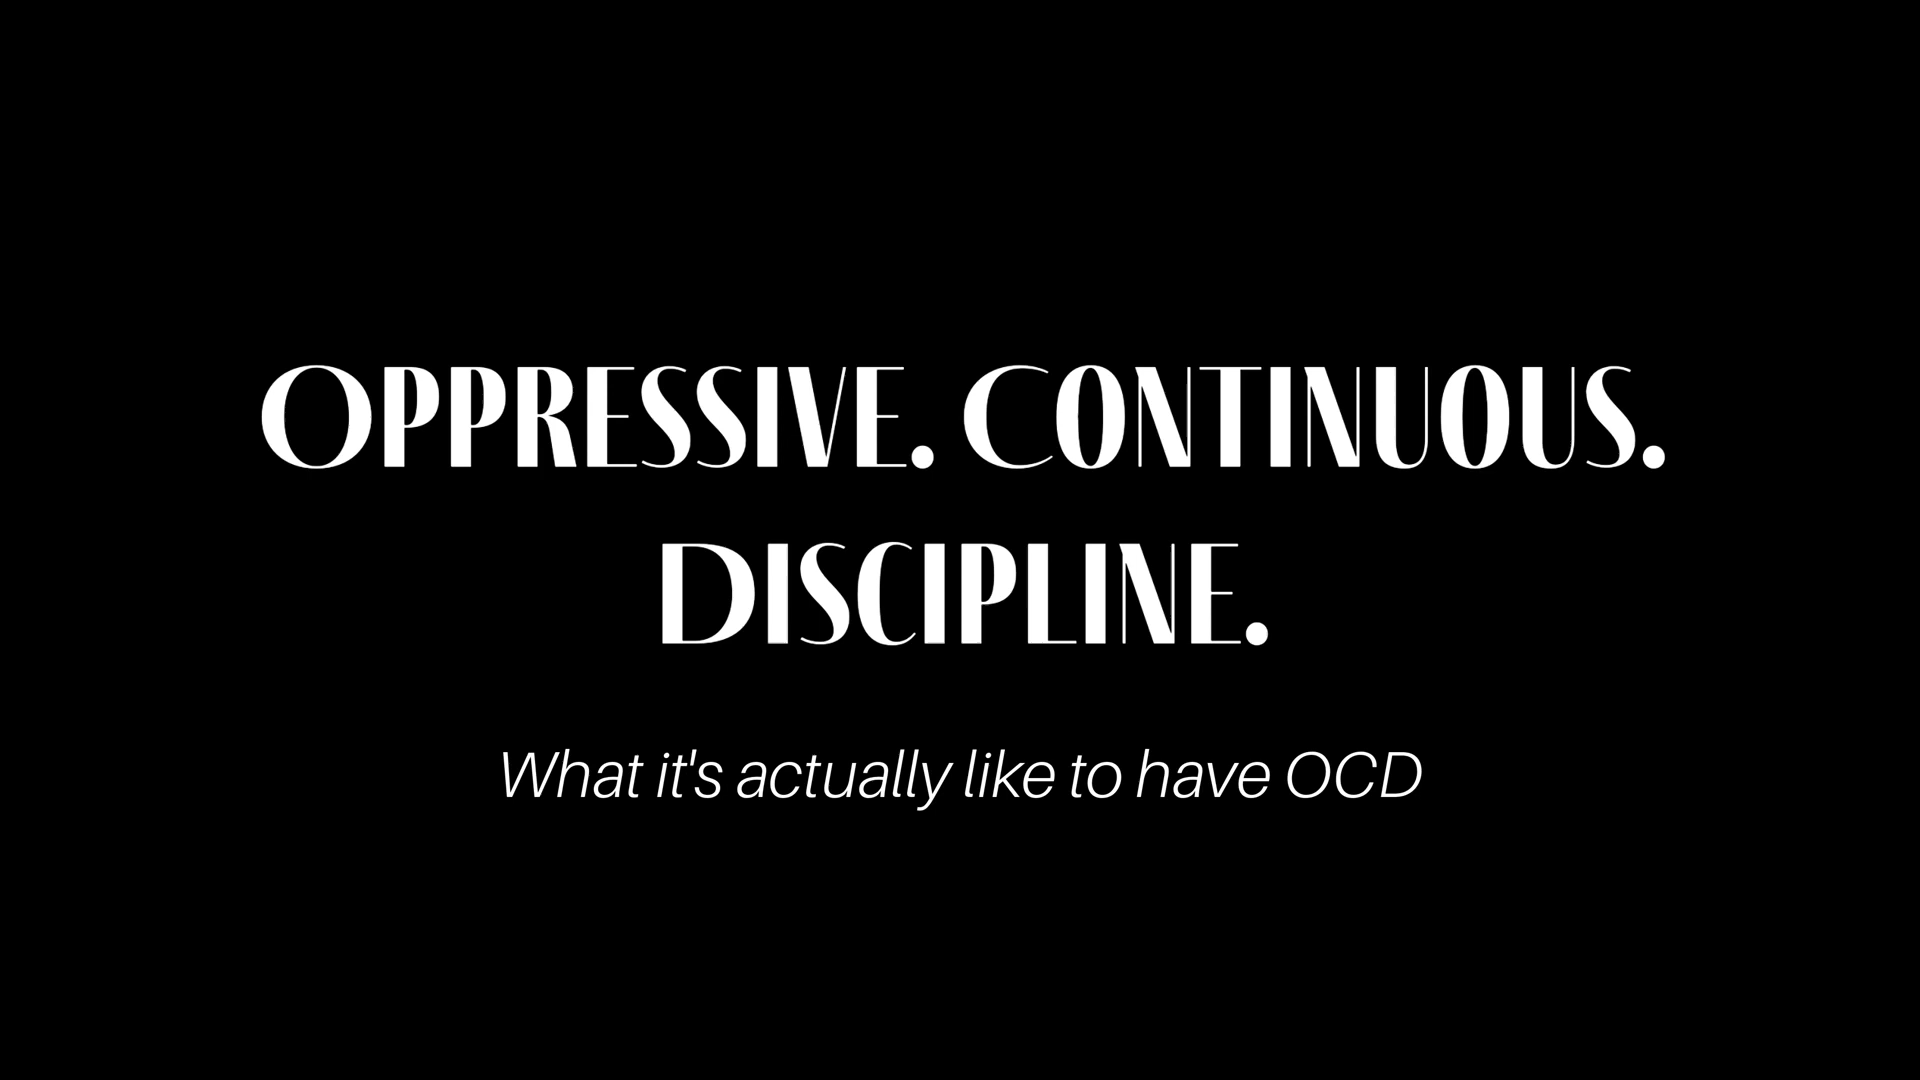 Oppressive. Continuous.
Discipline.
What it's actually like to have OCD